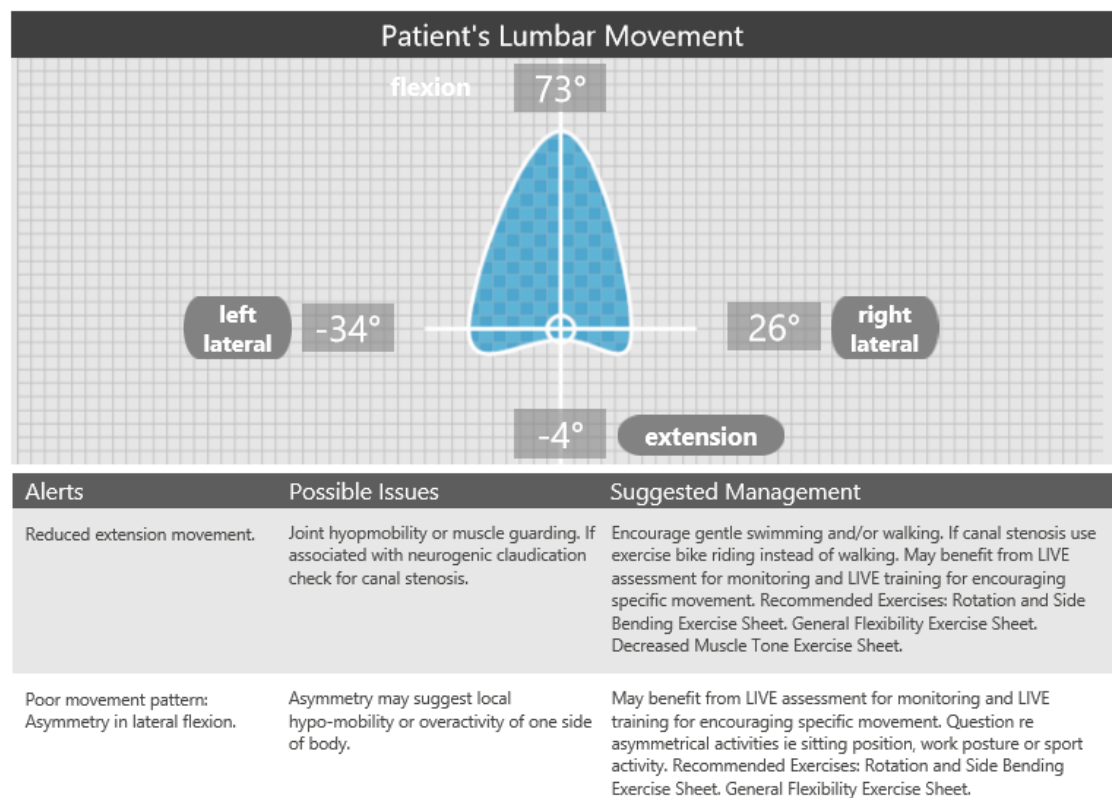 Patient's Lumbar Movement
flexion
73°
left
lateral
-34°
26°
right
lateral
-4°
extension
Alerts
Possible Issues
Suggested Management
Reduced extension movement.
Joint hyopmobility or muscle guarding. If
associated with neurogenic claudication
check for canal stenosis.
Encourage gentle swimming and/or walking. If canal stenosis use
exercise bike riding instead of walking. May benefit from LIVE
assessment for monitoring and LIVE training for encouraging
specific movement. Recommended Exercises: Rotation and Side
Bending Exercise Sheet. General Flexibility Exercise Sheet.
Decreased Muscle Tone Exercise Sheet.
Poor movement pattern:
Asymmetry in lateral flexion.
Asymmetry may suggest local
hypo-mobility or overactivity of one side
of body.
May benefit from LIVE assessment for monitoring and LIVE
training for encouraging specific movement. Question re
asymmetrical activities ie sitting position, work posture or sport
activity. Recommended Exercises: Rotation and Side Bending
Exercise Sheet. General Flexibility Exercise Sheet.